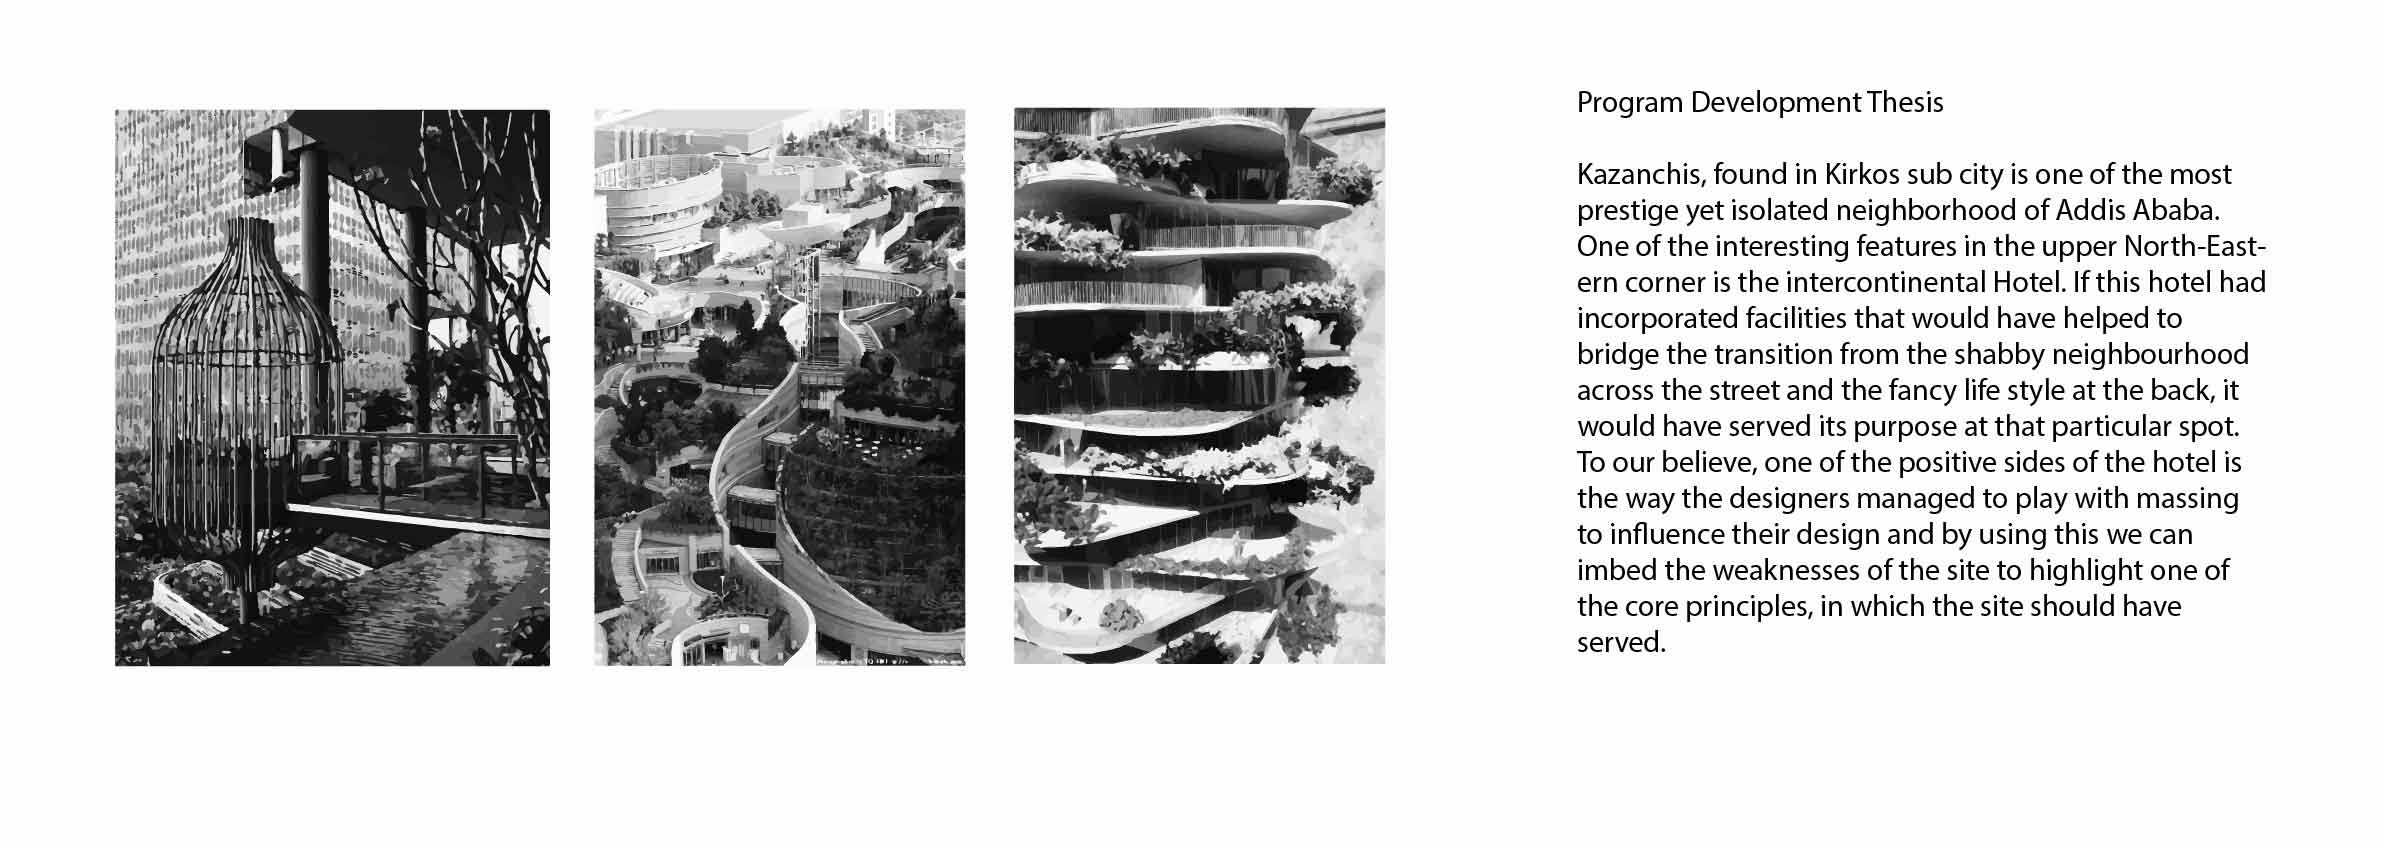 Program Development Thesis
Kazanchis, found in Kirkos sub city is one of the most
prestige yet isolated neighborhood of Addis Ababa.
One of the interesting features in the upper North-East-
ern corner is the intercontinental Hotel. If this hotel had
incorporated facilities that would have helped to
bridge the transition from the shabby neighbourhood
across the street and the fancy life style at the back, it
would have served its purpose at that particular spot.
To our believe, one of the positive sides of the hotel is
the way the designers managed to play with massing
to influence their design and by using this we can
imbed the weaknesses of the site to highlight one of
the core principles, in which the site should have
served.